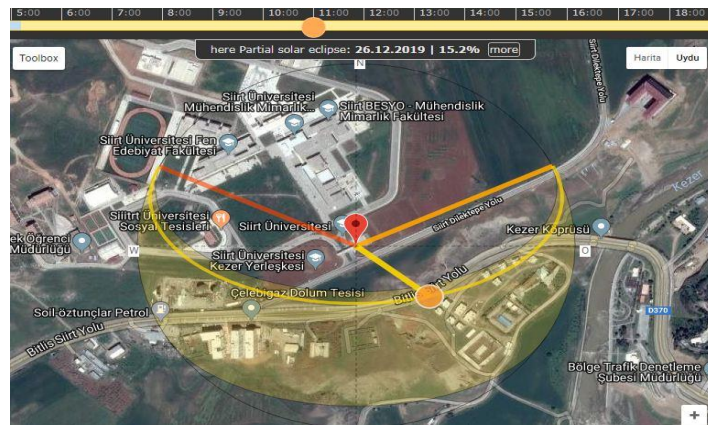 5:00 6:00 7:00 8:00 9:00 10:00 11:00 12:00 13:00 14:00 15:00 16:00 17:00 18:00
Toolbox
here Partial solar eclipse: 26.12.2019 | 15.2% more
Harita Uydu
N
Siirt Üniversitesi
Mühendislik Mimarlık...
Siirt BESYO - Mühendislik
Mimarlık Fakültesi
Siirt Dilektepe Yolu
Siirt Üniversitesi Fen
Edebiyat Fakültesi
Kezer
Siiitrt Üniversitesi
Sosyal Tesisleri
Siirt Üniversitesi
Siirt Dilektepe Yolu
Kezer Köprüsü
ek Öğrenci
Müdürlüğü
W
Siirt Üniversitesi
Kezer Yerleşkesi
O
Çelebigaz Dolum Tesisi
Bitlis Siirt Yolu
Soil-öztunçlar Petrol
D370
Bitlis Siirt Yolu
Bölge Trafik Denetleme
Şubesi Müdürlüğü
+